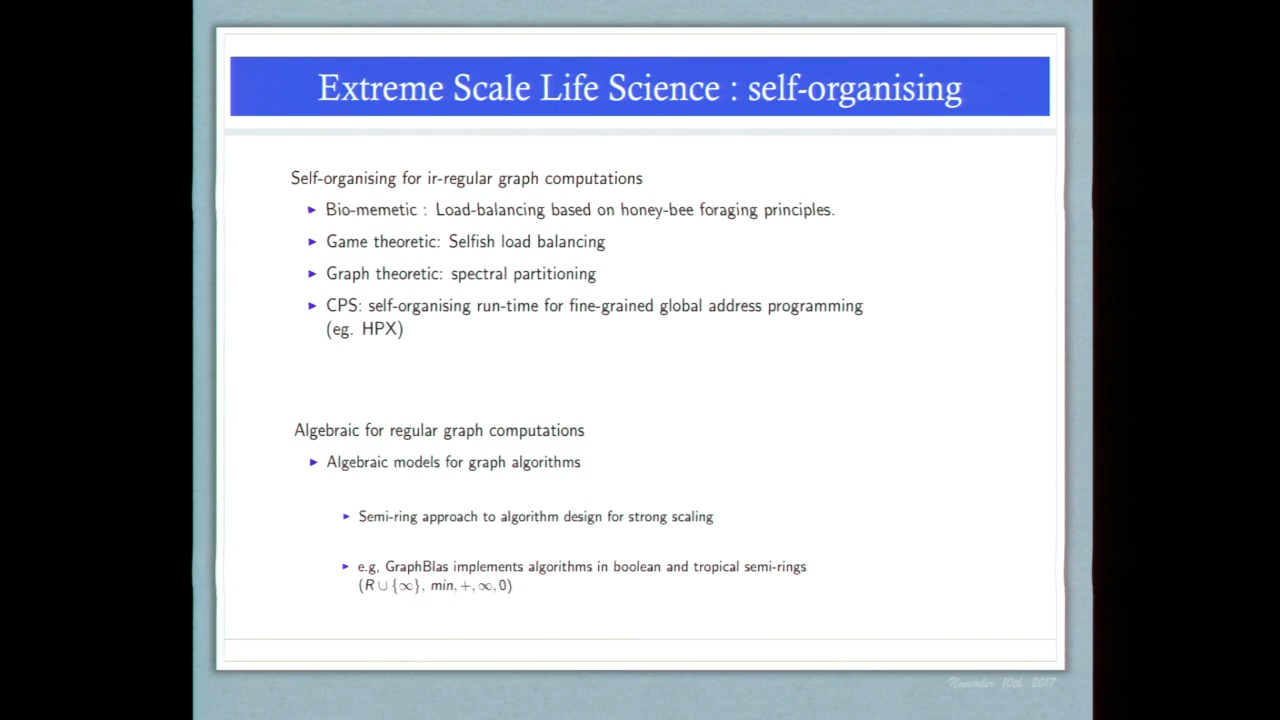 Extreme Scale Life Science : self-organising
Self-organising for ir-regular graph computations
▶ Bio-memetic : Load-balancing based on honey-bee foraging principles.
▶ Game theoretic: Selfish load balancing
▶ Graph theoretic: spectral partitioning
▶ CPS: self-organising run-time for fine-grained global address programming
(eg. HPX)
Algebraic for regular graph computations
▶ Algebraic models for graph algorithms
▶ Semi-ring approach to algorithm design for strong scaling
▶ e.g, GraphBlas implements algorithms in boolean and tropical semi-rings
(R ∪ {∞}, min, +, ∞, 0)
November 10th, 2017